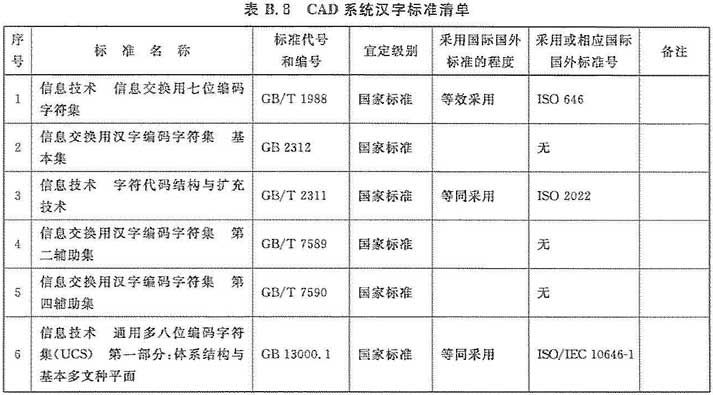 表 B.8 CAD 系统汉字标准清单
序号 标准名称 标准代号和编号 宜定级别 采用国际国外标准的程度 采用或相应国际国外标准号 备注
1 信息技术 信息交换用七位编码字符集 GB/T 1988 国家标准 等效采用 ISO 646
2 信息交换用汉字编码字符集 基本集 GB 2312 国家标准 无
3 信息技术 字符代码结构与扩充技术 GB/T 2311 国家标准 等同采用 ISO 2022
4 信息交换用汉字编码字符集 第二辅助集 GB/T 7589 国家标准 无
5 信息交换用汉字编码字符集 第四辅助集 GB/T 7590 国家标准 无
6 信息技术 通用多八位编码字符集(UCS) 第一部分:体系结构与基本多文种平面 GB 13000.1 国家标准 等同采用 ISO/IEC 10646-1